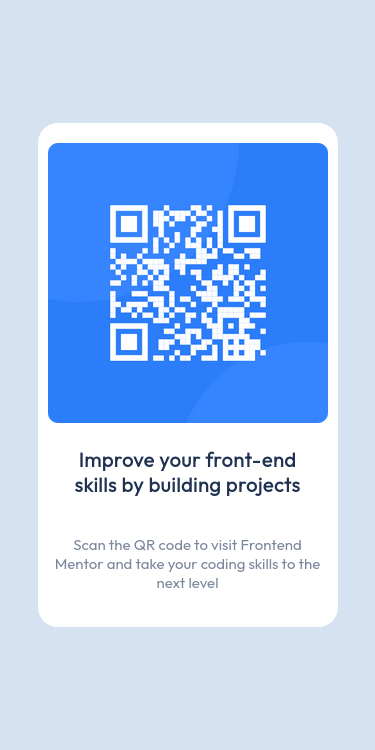 Improve your front-end
skills by building projects
Scan the QR code to visit Frontend
Mentor and take your coding skills to the
next level